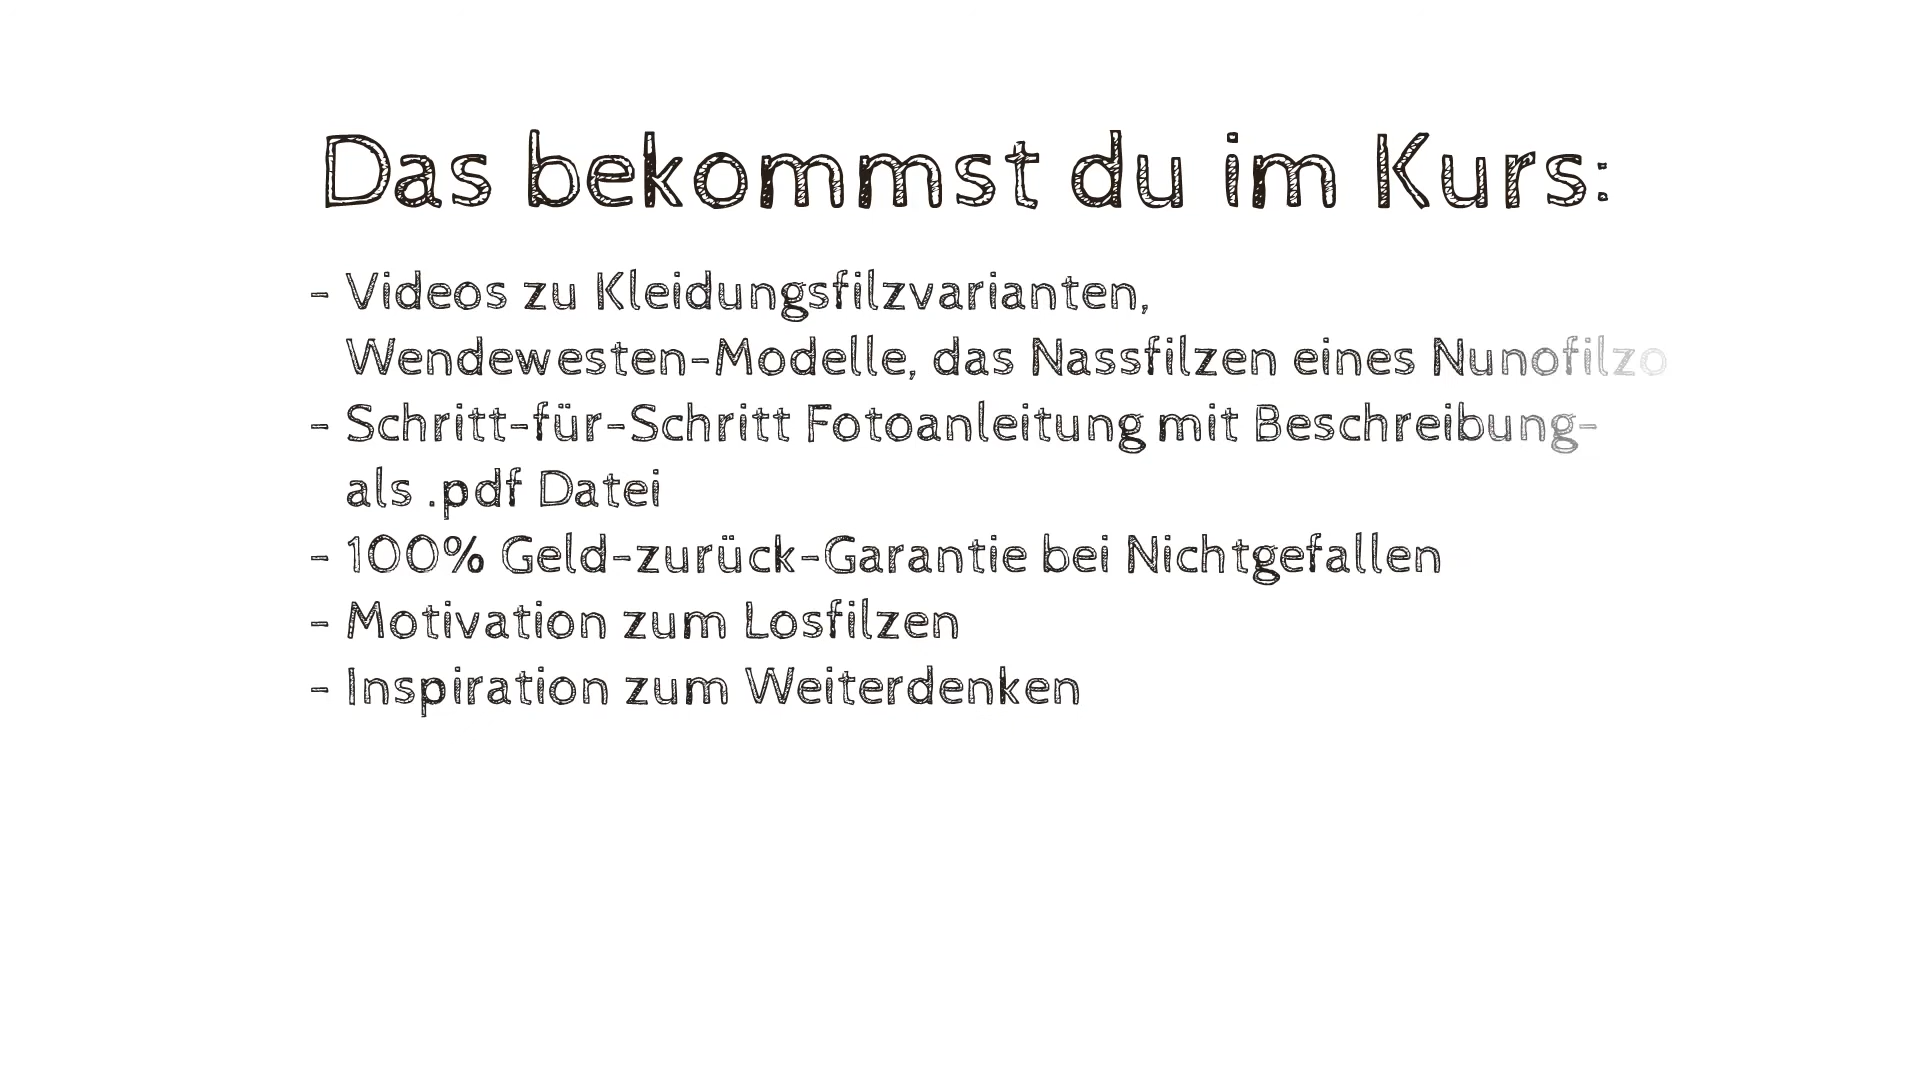 Das bekommst du im Kurs:
- Videos zu Kleidungsfilzvarianten,
Wendewesten-Modelle, das Nassfilzen eines Nunofilzo
- Schritt-für-Schritt Fotoanleitung mit Beschreibung-
als .pdf Datei
- 100% Geld-zurück-Garantie bei Nichtgefallen
- Motivation zum Losfilzen
- Inspiration zum Weiterdenken